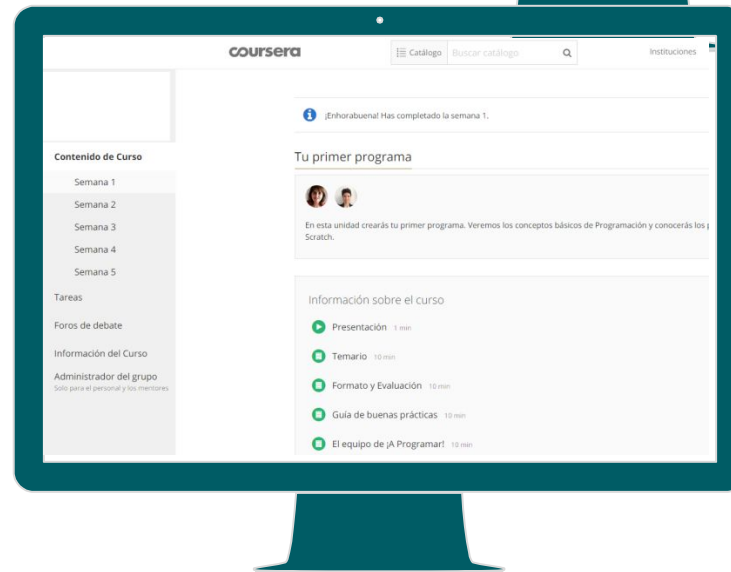 coursera
Catálogo
Buscar catálogo
Instituciones
¡Enhorabuena! Has completado la semana 1.
Contenido de Curso
Semana 1
Semana 2
Semana 3
Semana 4
Semana 5
Tareas
Foros de debate
Información del Curso
Administrador del grupo
Solo para el personal y los mentores
Tu primer programa
En esta unidad crearás tu primer programa. Veremos los conceptos básicos de Programación y conocerás los
Scratch.
Información sobre el curso
Presentación 1 min
Temario 10 min
Formato y Evaluación 10 min
Guía de buenas prácticas 10 min
El equipo de ¡A Programar! 10 min